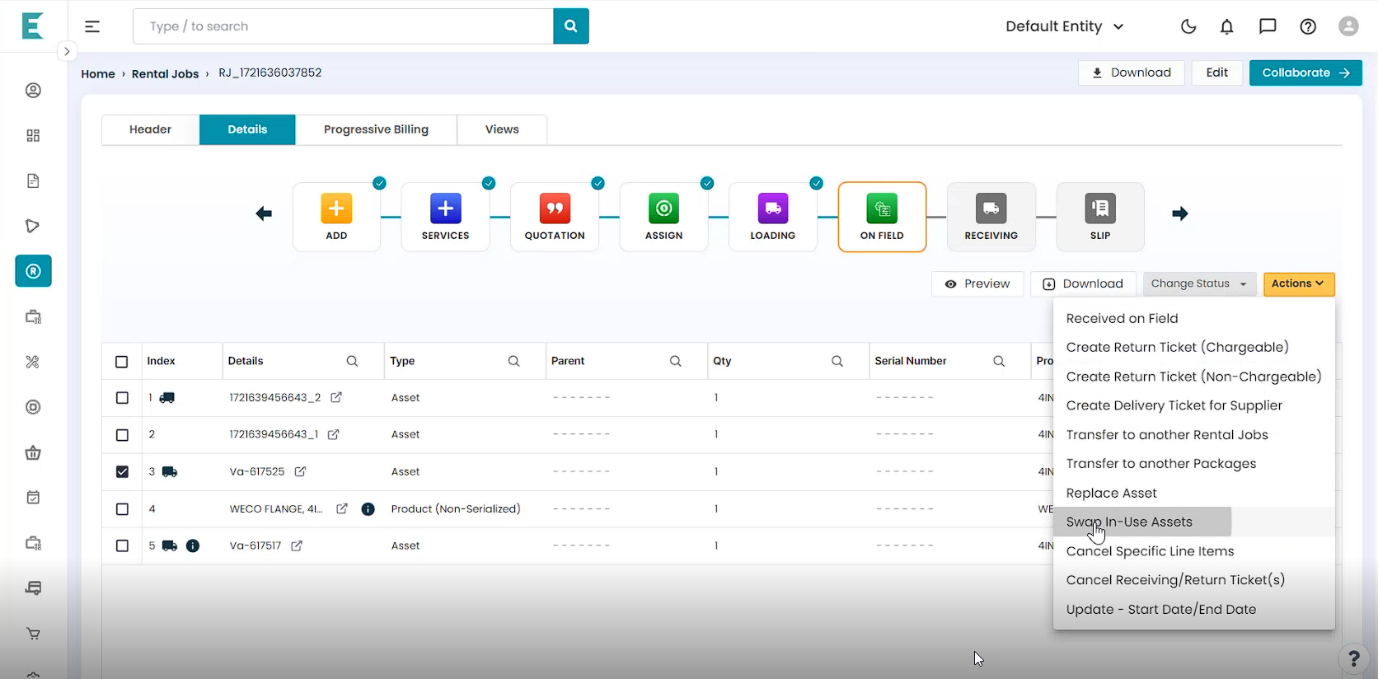 Type / to search
Default Entity
Home › Rental Jobs › RJ_1721636037852
Download
Edit
Collaborate
Header
Details
Progressive Billing
Views
ADD
SERVICES
QUOTATION
ASSIGN
LOADING
ON FIELD
RECEIVING
SLIP
Preview
Download
Change Status
Actions
Received on Field
Create Return Ticket (Chargeable)
Create Return Ticket (Non-Chargeable)
Create Delivery Ticket for Supplier
Transfer to another Rental Jobs
Transfer to another Packages
Replace Asset
Swap In-Use Assets
Cancel Specific Line Items
Cancel Receiving/Return Ticket(s)
Update - Start Date/End Date
Index Details Type Parent Qty Serial Number Pro
1 1721639456643_2 Asset ------- 1 ------- 4IN
2 1721639456643_1 Asset ------- 1 ------- 4IN
3 Va-617525 Asset ------- 1 ------- 4IN
4 WECO FLANGE, 4I... Product (Non-Serialized) ------- 1 ------- WE
5 Va-617517 Asset ------- 1 ------- 4IN